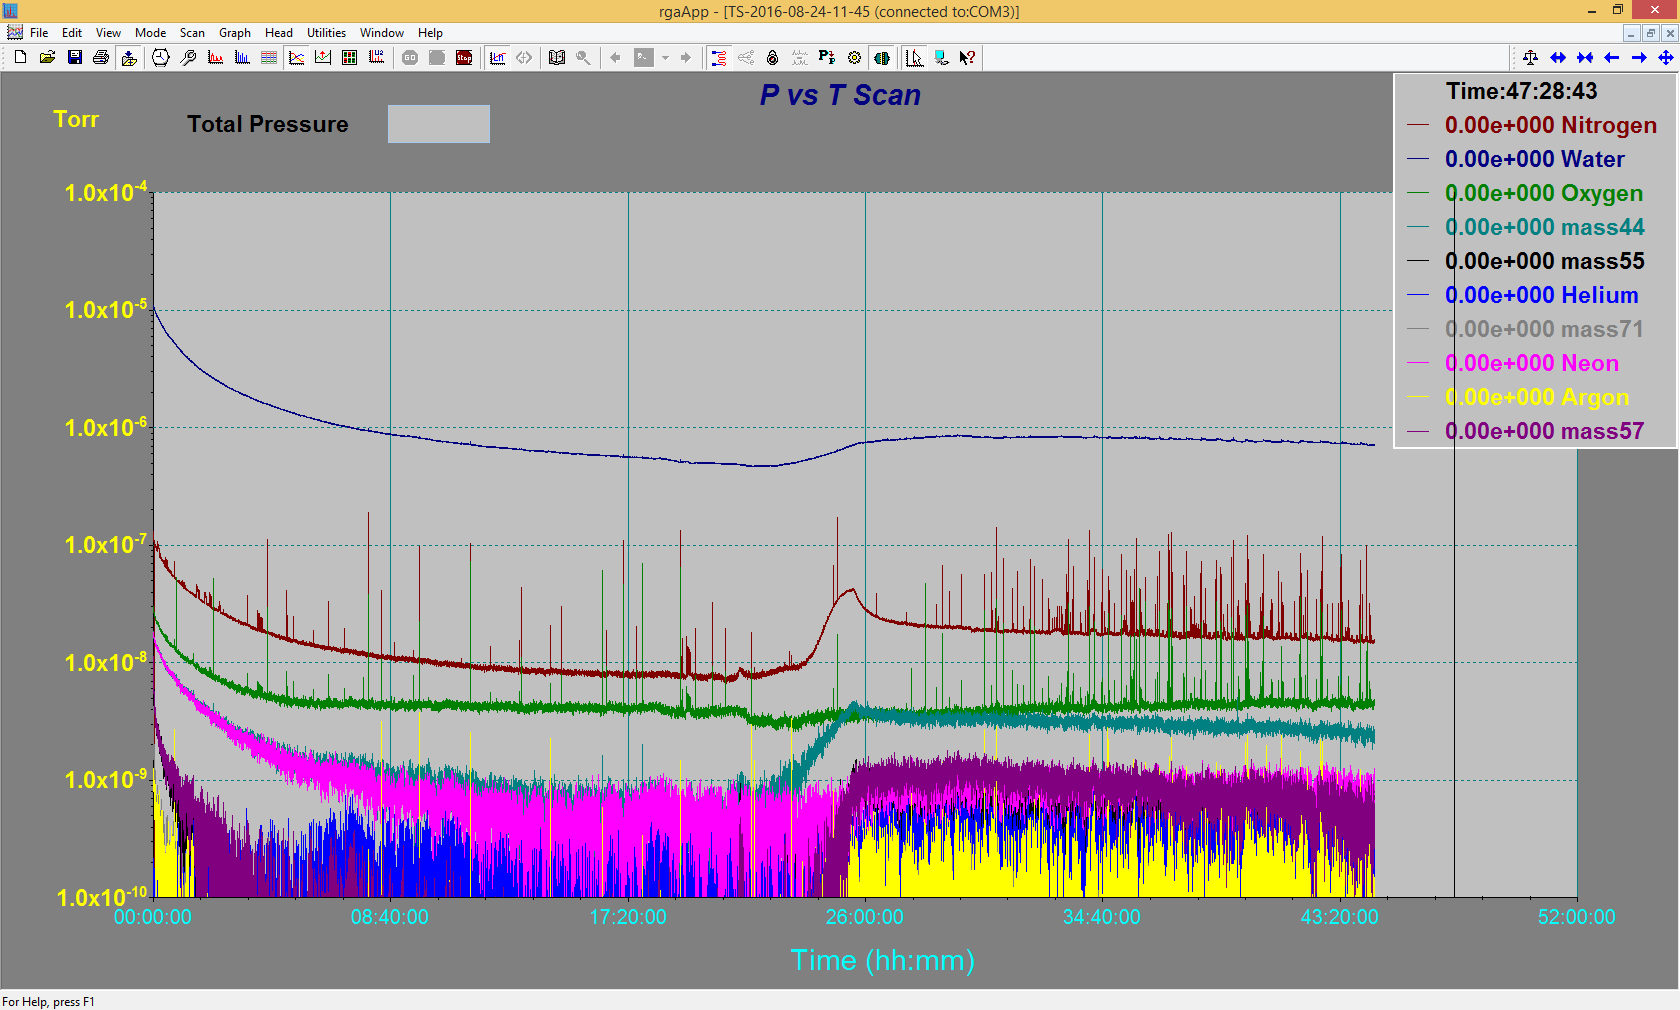 rgaApp - [TS-2016-08-24-11-45 (connected to:COM3)]
File Edit View Mode Scan Graph Head Utilities Window Help
P vs T Scan
Torr
Total Pressure
Time:47:28:43
0.00e+000 Nitrogen
0.00e+000 Water
0.00e+000 Oxygen
0.00e+000 mass44
0.00e+000 mass55
0.00e+000 Helium
0.00e+000 mass71
0.00e+000 Neon
0.00e+000 Argon
0.00e+000 mass57
1.0x10-4
1.0x10-5
1.0x10-6
1.0x10-7
1.0x10-8
1.0x10-9
1.0x10-10
00:00:00 08:40:00 17:20:00 26:00:00 34:40:00 43:20:00 52:00:00
Time (hh:mm)
For Help, press F1